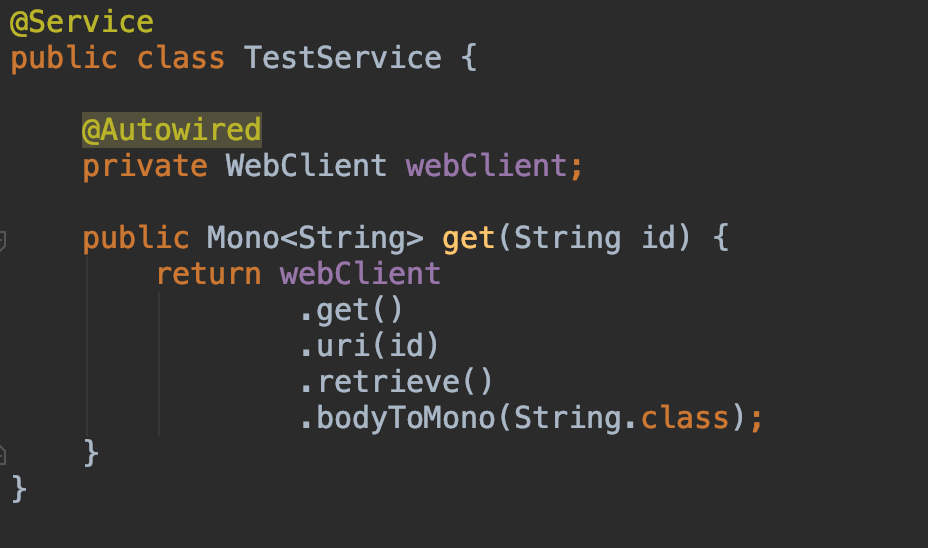 @Service
public class TestService {
@Autowired
private WebClient webClient;
public Mono<String> get(String id) {
return webClient
.get()
.uri(id)
.retrieve()
.bodyToMono(String.class);
}
}